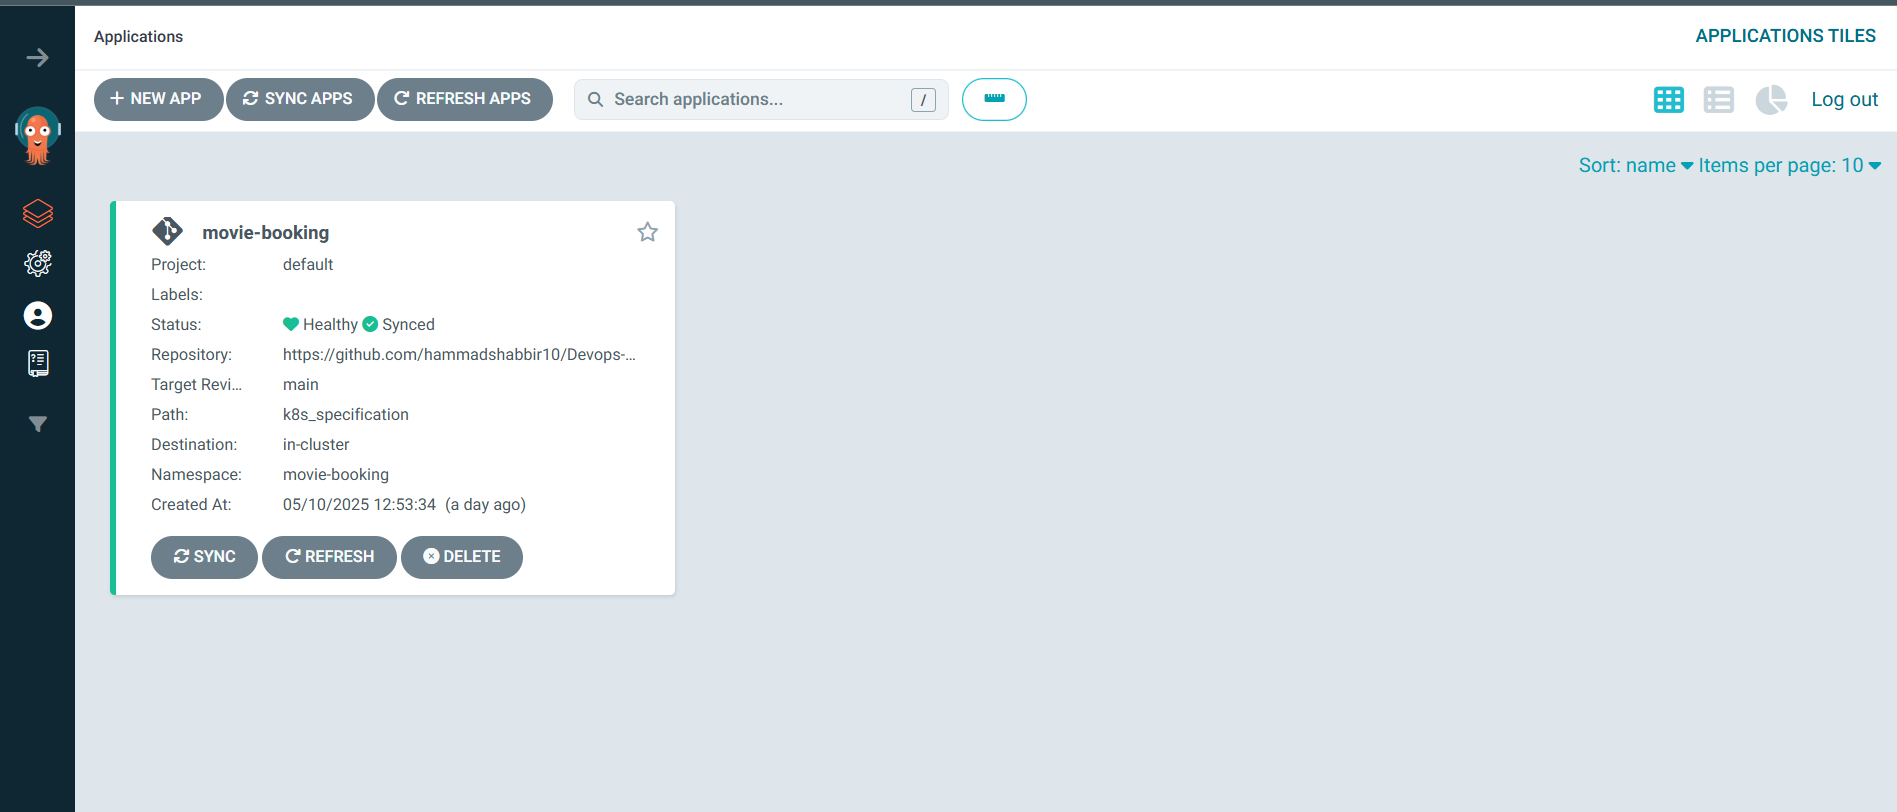 Applications
APPLICATIONS TILES
NEW APP
SYNC APPS
REFRESH APPS
Search applications...
/
Log out
Sort: name
Items per page: 10
movie-booking
Project: default
Labels:
Status: Healthy Synced
Repository: https://github.com/hammadshabbir10/Devops-...
Target Revi... main
Path: k8s_specification
Destination: in-cluster
Namespace: movie-booking
Created At: 05/10/2025 12:53:34 (a day ago)
SYNC
REFRESH
DELETE